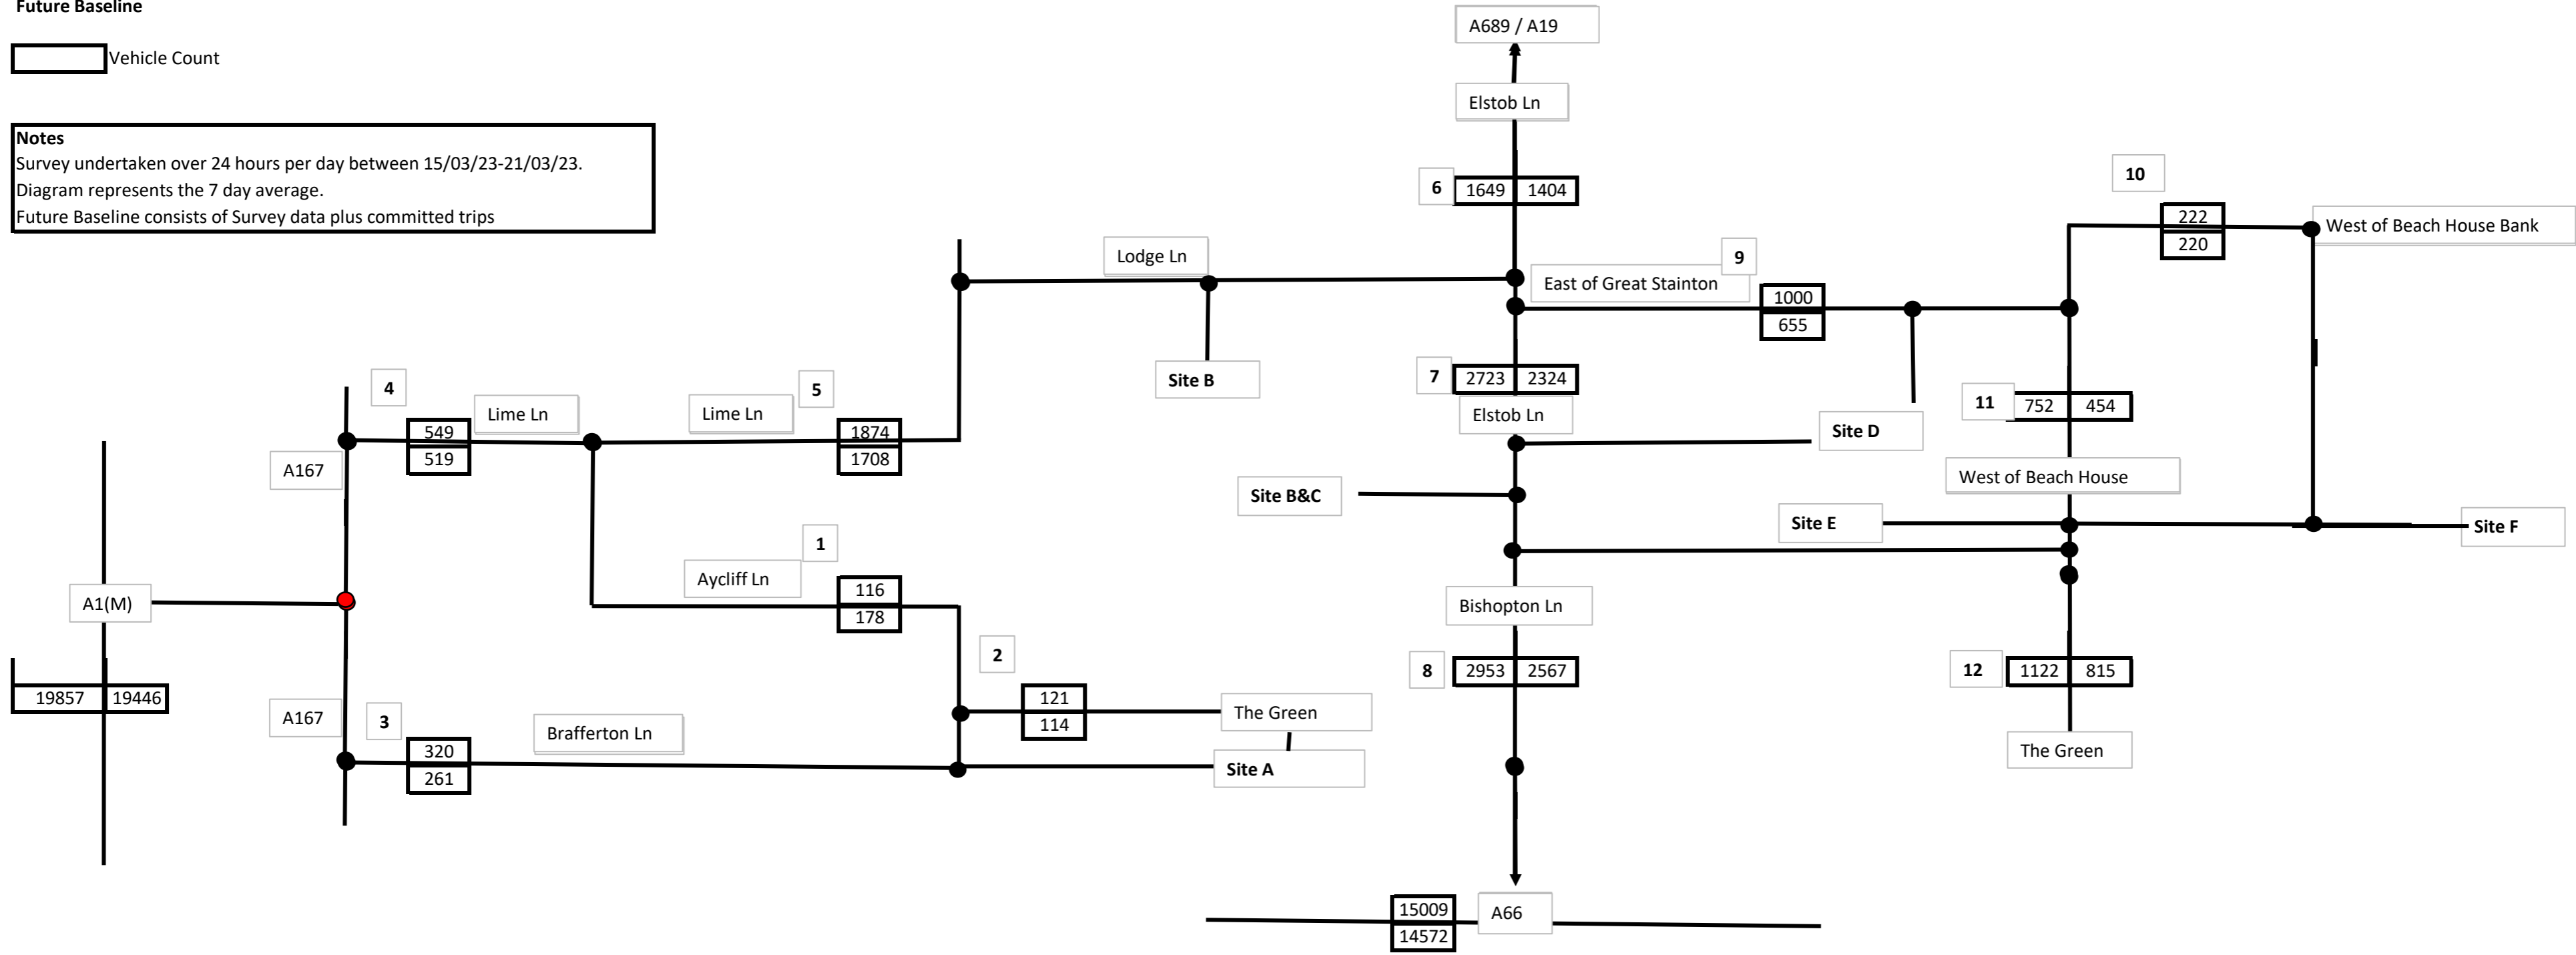 Future Baseline
Vehicle Count
Notes
Survey undertaken over 24 hours per day between 15/03/23-21/03/23.
Diagram represents the 7 day average.
Future Baseline consists of Survey data plus committed trips
A689 / A19
Elstob Ln
6
1649 1404
10
222
220
West of Beach House Bank
Lodge Ln
9
East of Great Stainton
1000
655
Site B
7
2723 2324
Elstob Ln
4
549
519
Lime Ln
Lime Ln
5
1874
1708
A167
11
752 454
Site D
West of Beach House
Site B&C
Site E
Site F
1
Aycliff Ln
116
178
A1(M)
Bishopton Ln
2
121
114
The Green
8
2953 2567
12
1122 815
19857 19446
A167
3
320
261
Brafferton Ln
Site A
The Green
15009
14572
A66